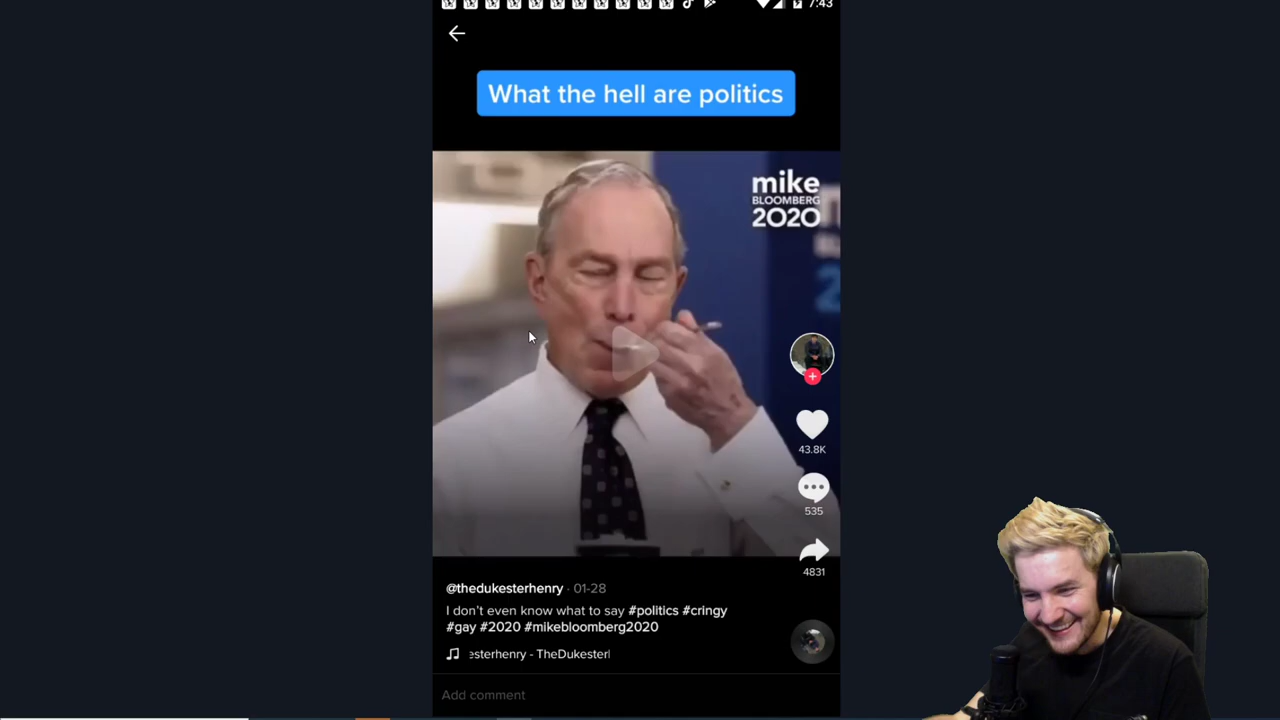 7:43
What the hell are politics
mike
BLOOMBERG
2020
43.8K
535
4831
@thedukesterhenry · 01-28
I don't even know what to say #politics #cringy
#gay #2020 #mikebloomberg2020
esterhenry - TheDukester
Add comment